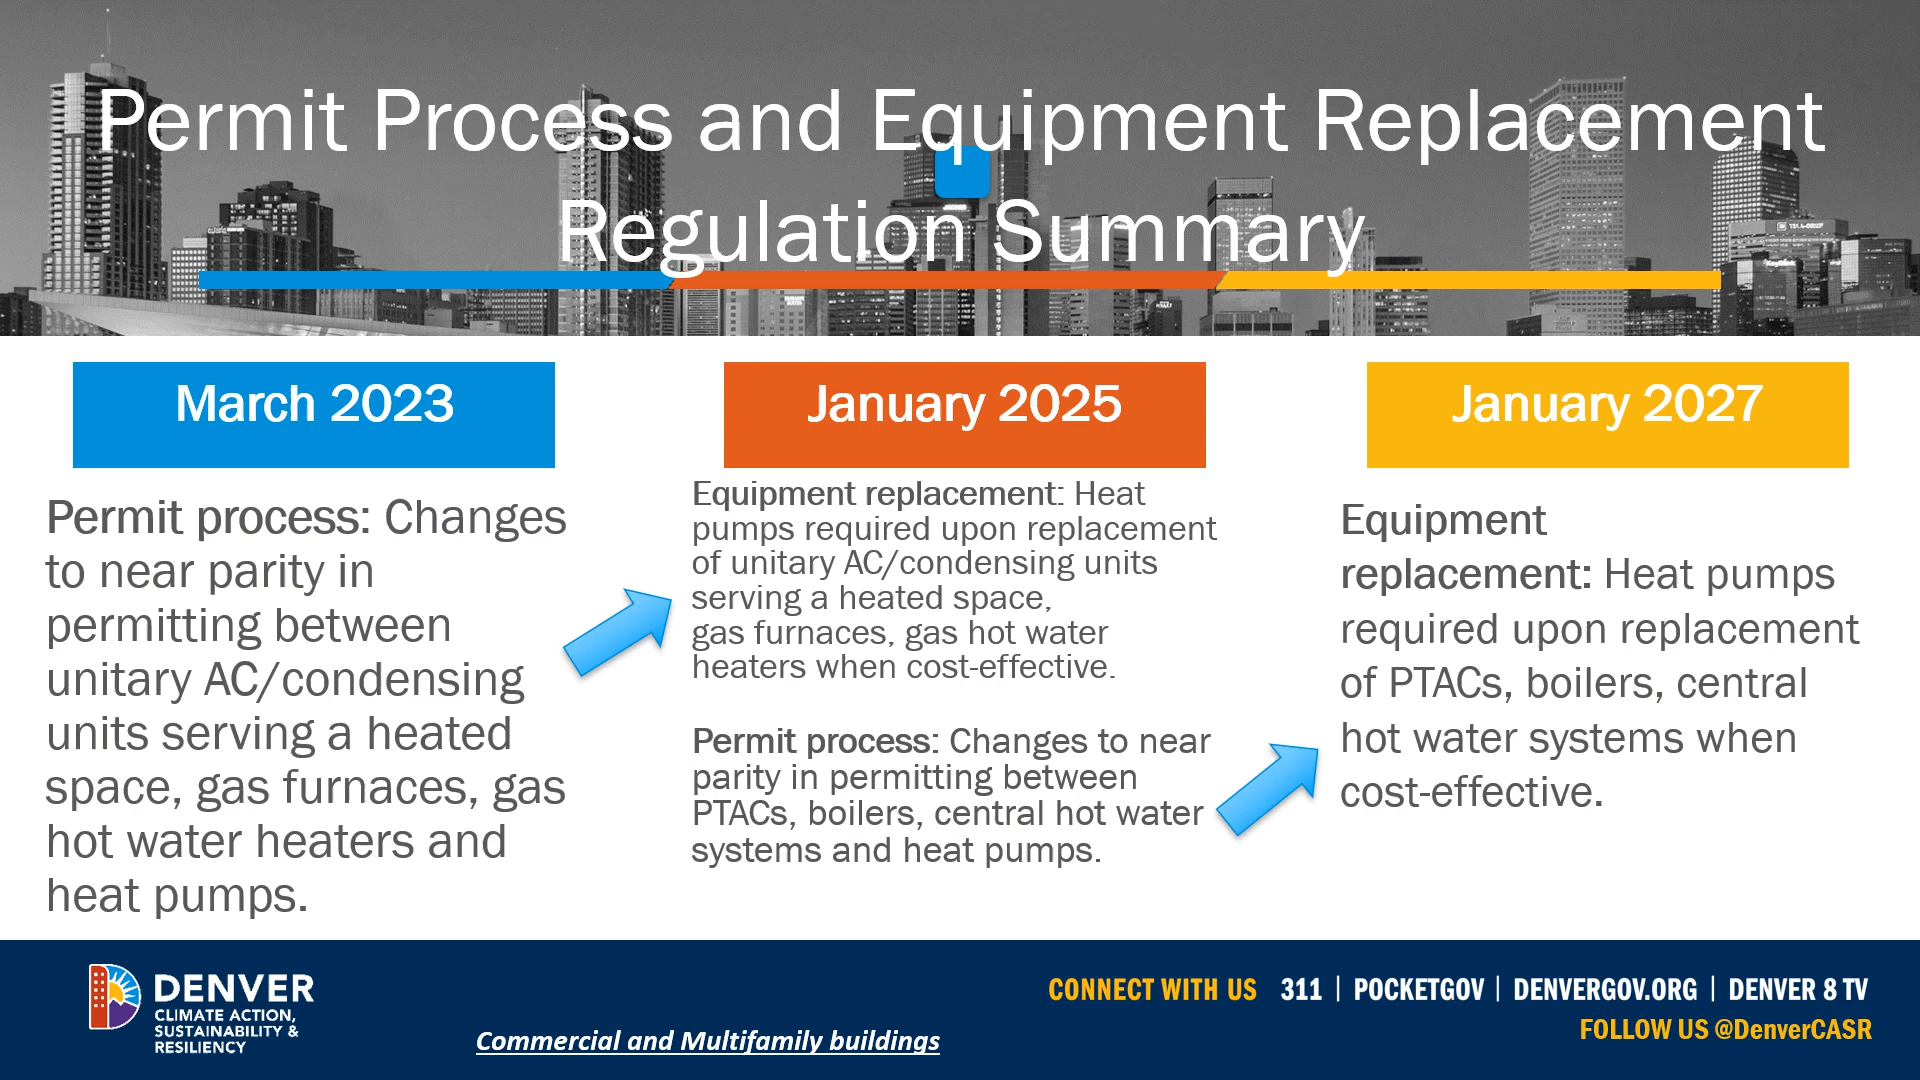 Permit Process and Equipment Replacement
Regulation Summary
March 2023
Permit process: Changes
to near parity in
permitting between
unitary AC/condensing
units serving a heated
space, gas furnaces, gas
hot water heaters and
heat pumps.
January 2025
Equipment replacement: Heat
pumps required upon replacement
of unitary AC/condensing units
serving a heated space,
gas furnaces, gas hot water
heaters when cost-effective.
Permit process: Changes to near
parity in permitting between
PTACs, boilers, central hot water
systems and heat pumps.
January 2027
Equipment
replacement: Heat pumps
required upon replacement
of PTACs, boilers, central
hot water systems when
cost-effective.
DENVER
CLIMATE ACTION,
SUSTAINABILITY &
RESILIENCY
Commercial and Multifamily buildings
CONNECT WITH US 311 | POCKETGOV | DENVERGOV.ORG | DENVER 8 TV
FOLLOW US @DenverCASR